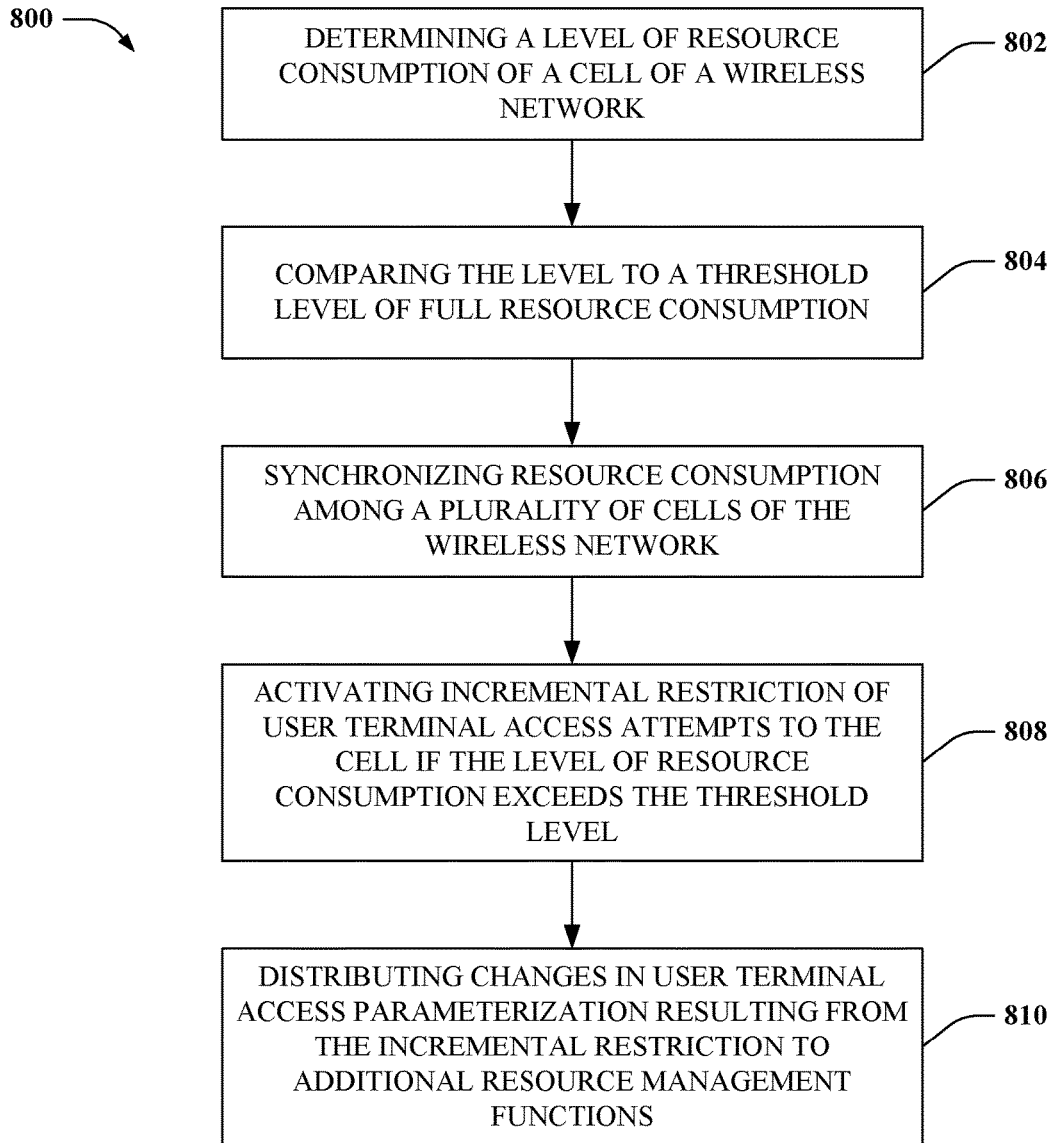 800
DETERMINING A LEVEL OF RESOURCE
CONSUMPTION OF A CELL OF A WIRELESS
NETWORK
802
COMPARING THE LEVEL TO A THRESHOLD
LEVEL OF FULL RESOURCE CONSUMPTION
804
SYNCHRONIZING RESOURCE CONSUMPTION
AMONG A PLURALITY OF CELLS OF THE
WIRELESS NETWORK
806
ACTIVATING INCREMENTAL RESTRICTION OF
USER TERMINAL ACCESS ATTEMPTS TO THE
CELL IF THE LEVEL OF RESOURCE
CONSUMPTION EXCEEDS THE THRESHOLD
LEVEL
808
DISTRIBUTING CHANGES IN USER TERMINAL
ACCESS PARAMETERIZATION RESULTING FROM
THE INCREMENTAL RESTRICTION TO
ADDITIONAL RESOURCE MANAGEMENT
FUNCTIONS
810